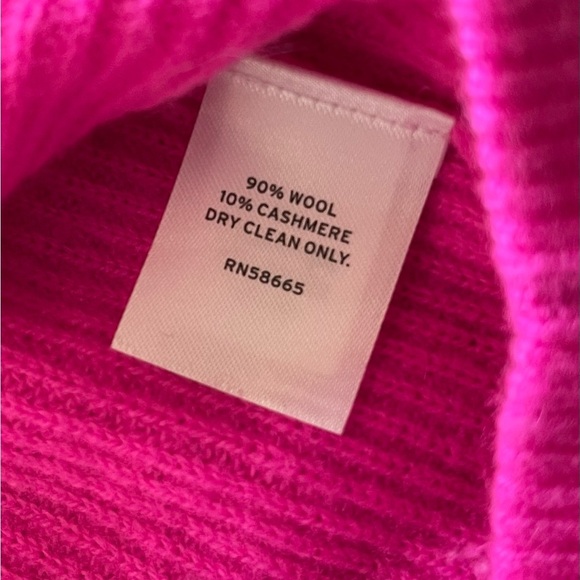 90% WOOL
10% CASHMERE
DRY CLEAN ONLY.
RN58665